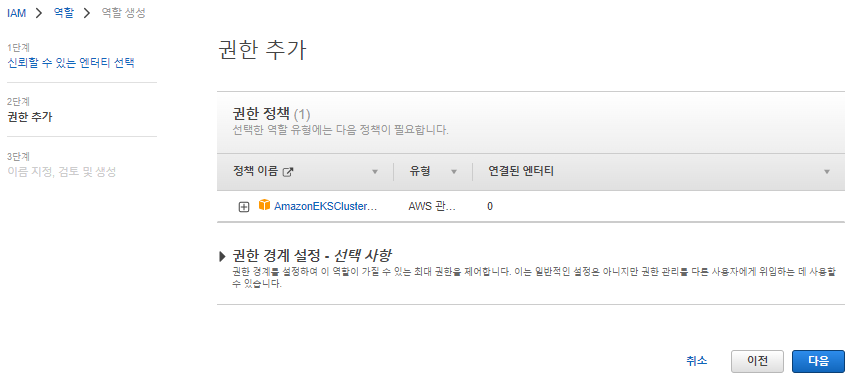 IAM > 역할 > 역할 생성
1단계
신뢰할 수 있는 엔터티 선택
2단계
권한 추가
3단계
이름 지정, 검토 및 생성
권한 추가
권한 정책 (1)
선택한 역할 유형에는 다음 정책이 필요합니다.
정책 이름 유형 연결된 엔터티
AmazonEKSCluster... AWS 관... 0
권한 경계 설정 - 선택 사항
권한 경계를 설정하여 이 역할이 가질 수 있는 최대 권한을 제어합니다. 이는 일반적인 설정은 아니지만 권한 관리를 다른 사용자에게 위임하는 데 사용할
수 있습니다.
취소 이전 다음